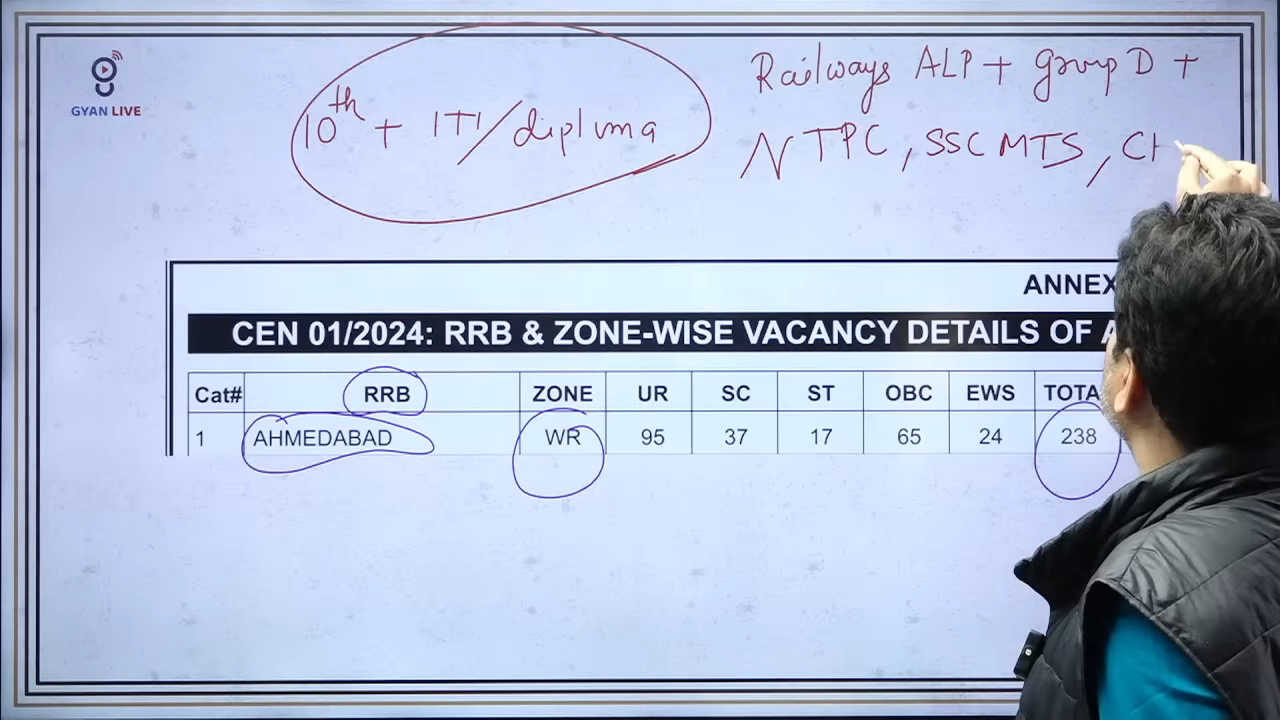 GYAN LIVE
10th + ITI/diploma
Railways ALP + Group D +
NTPC, SSC MTS,
CEN 01/2024: RRB & ZONE-WISE VACANCY DETAILS OF
Cat# RRB ZONE UR SC ST OBC EWS
1 AHMEDABAD WR 95 37 17 65 24 238